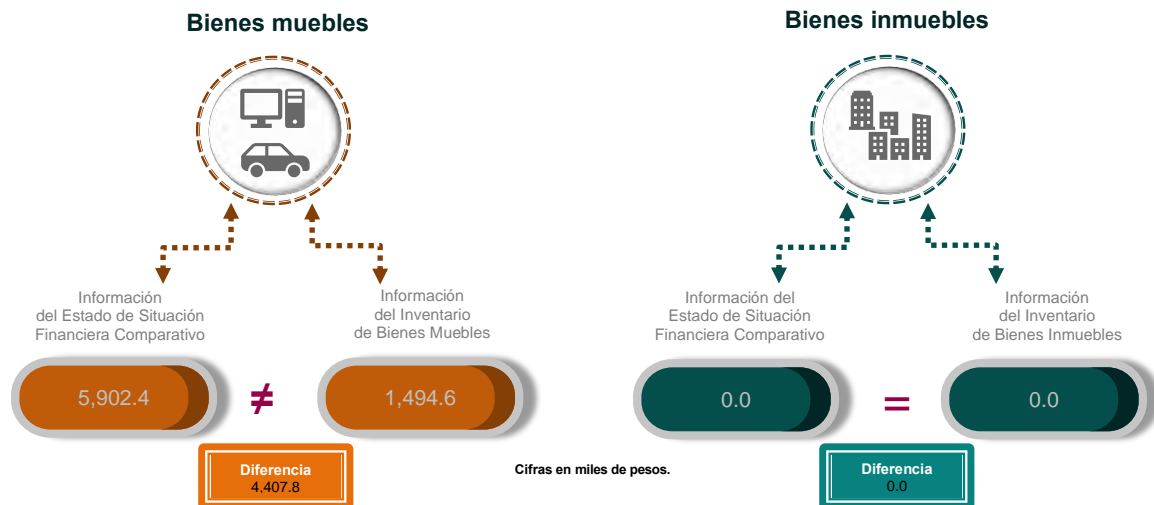 Bienes muebles
Información
del Estado de Situación
Financiera Comparativo
Información
del Inventario
de Bienes Muebles
5,902.4
≠
1,494.6
Diferencia
4,407.8
Cifras en miles de pesos.
Bienes inmuebles
Información del
Estado de Situación
Financiera Comparativo
Información
del Inventario
de Bienes Inmuebles
0.0
=
0.0
Diferencia
0.0